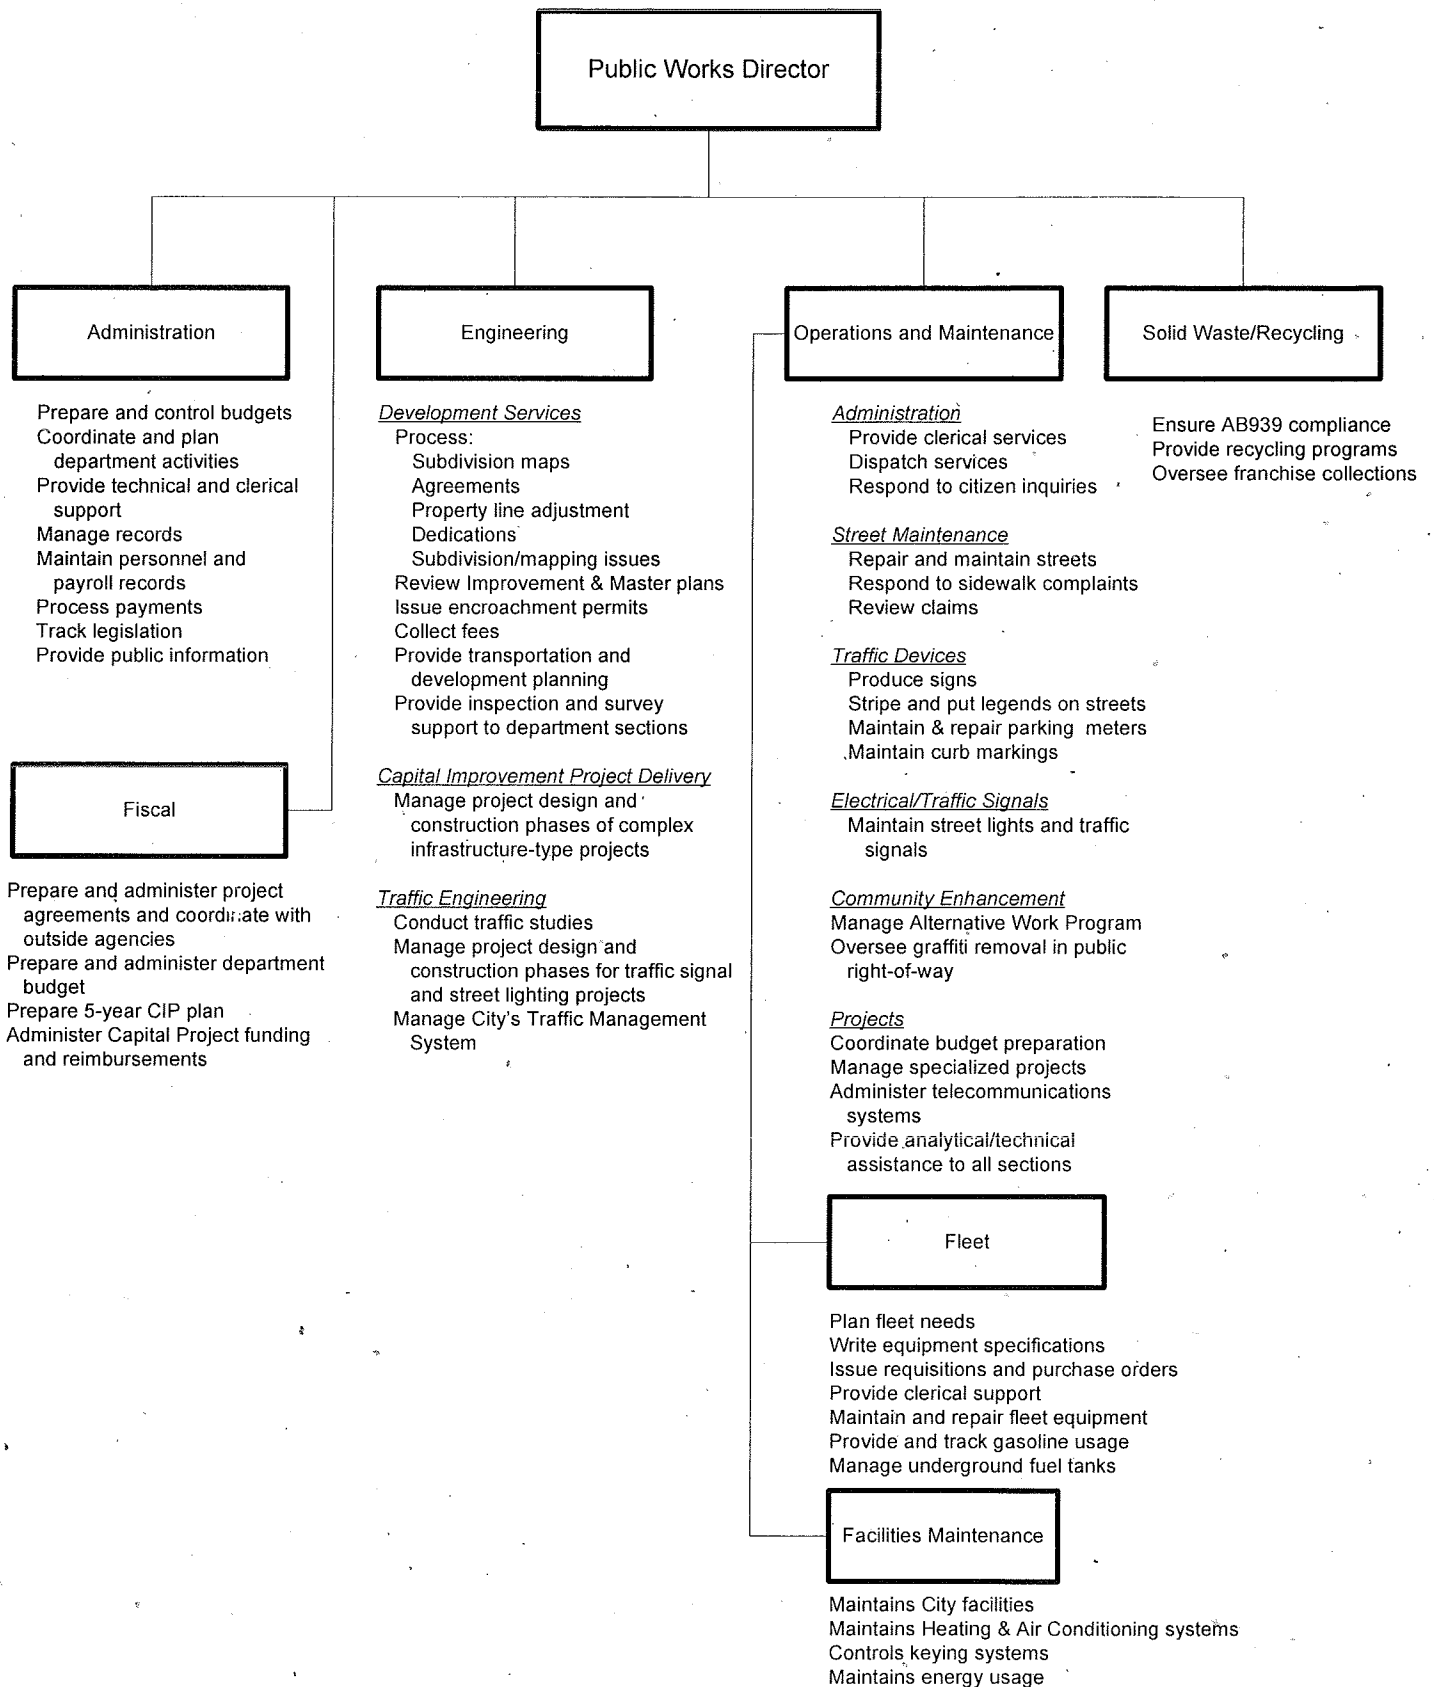 Public Works Director
Administration
Prepare and control budgets
Coordinate and plan
department activities
Provide technical and clerical
support
Manage records
Maintain personnel and
payroll records
Process payments
Track legislation
Provide public information
Fiscal
Prepare and administer project
agreements and coordinate with
outside agencies
Prepare and administer department
budget
Prepare 5-year CIP plan
Administer Capital Project funding
and reimbursements
Engineering
Development Services
Process:
Subdivision maps
Agreements
Property line adjustment
Dedications
Subdivision/mapping issues
Review Improvement & Master plans
Issue encroachment permits
Collect fees
Provide transportation and
development planning
Provide inspection and survey
support to department sections
Capital Improvement Project Delivery
Manage project design and
construction phases of complex
infrastructure-type projects
Traffic Engineering
Conduct traffic studies
Manage project design and
construction phases for traffic signal
and street lighting projects
Manage City's Traffic Management
System
Operations and Maintenance
Administration
Provide clerical services
Dispatch services
Respond to citizen inquiries
Street Maintenance
Repair and maintain streets
Respond to sidewalk complaints
Review claims
Traffic Devices
Produce signs
Stripe and put legends on streets
Maintain & repair parking meters
Maintain curb markings
Electrical/Traffic Signals
Maintain street lights and traffic
signals
Community Enhancement
Manage Alternative Work Program
Oversee graffiti removal in public
right-of-way
Projects
Coordinate budget preparation
Manage specialized projects
Administer telecommunications
systems
Provide analytical/technical
assistance to all sections
Fleet
Plan fleet needs
Write equipment specifications
Issue requisitions and purchase orders
Provide clerical support
Maintain and repair fleet equipment
Provide and track gasoline usage
Manage underground fuel tanks
Facilities Maintenance
Maintains City facilities
Maintains Heating & Air Conditioning systems
Controls keying systems
Maintains energy usage
Solid Waste/Recycling
Ensure AB939 compliance
Provide recycling programs
Oversee franchise collections